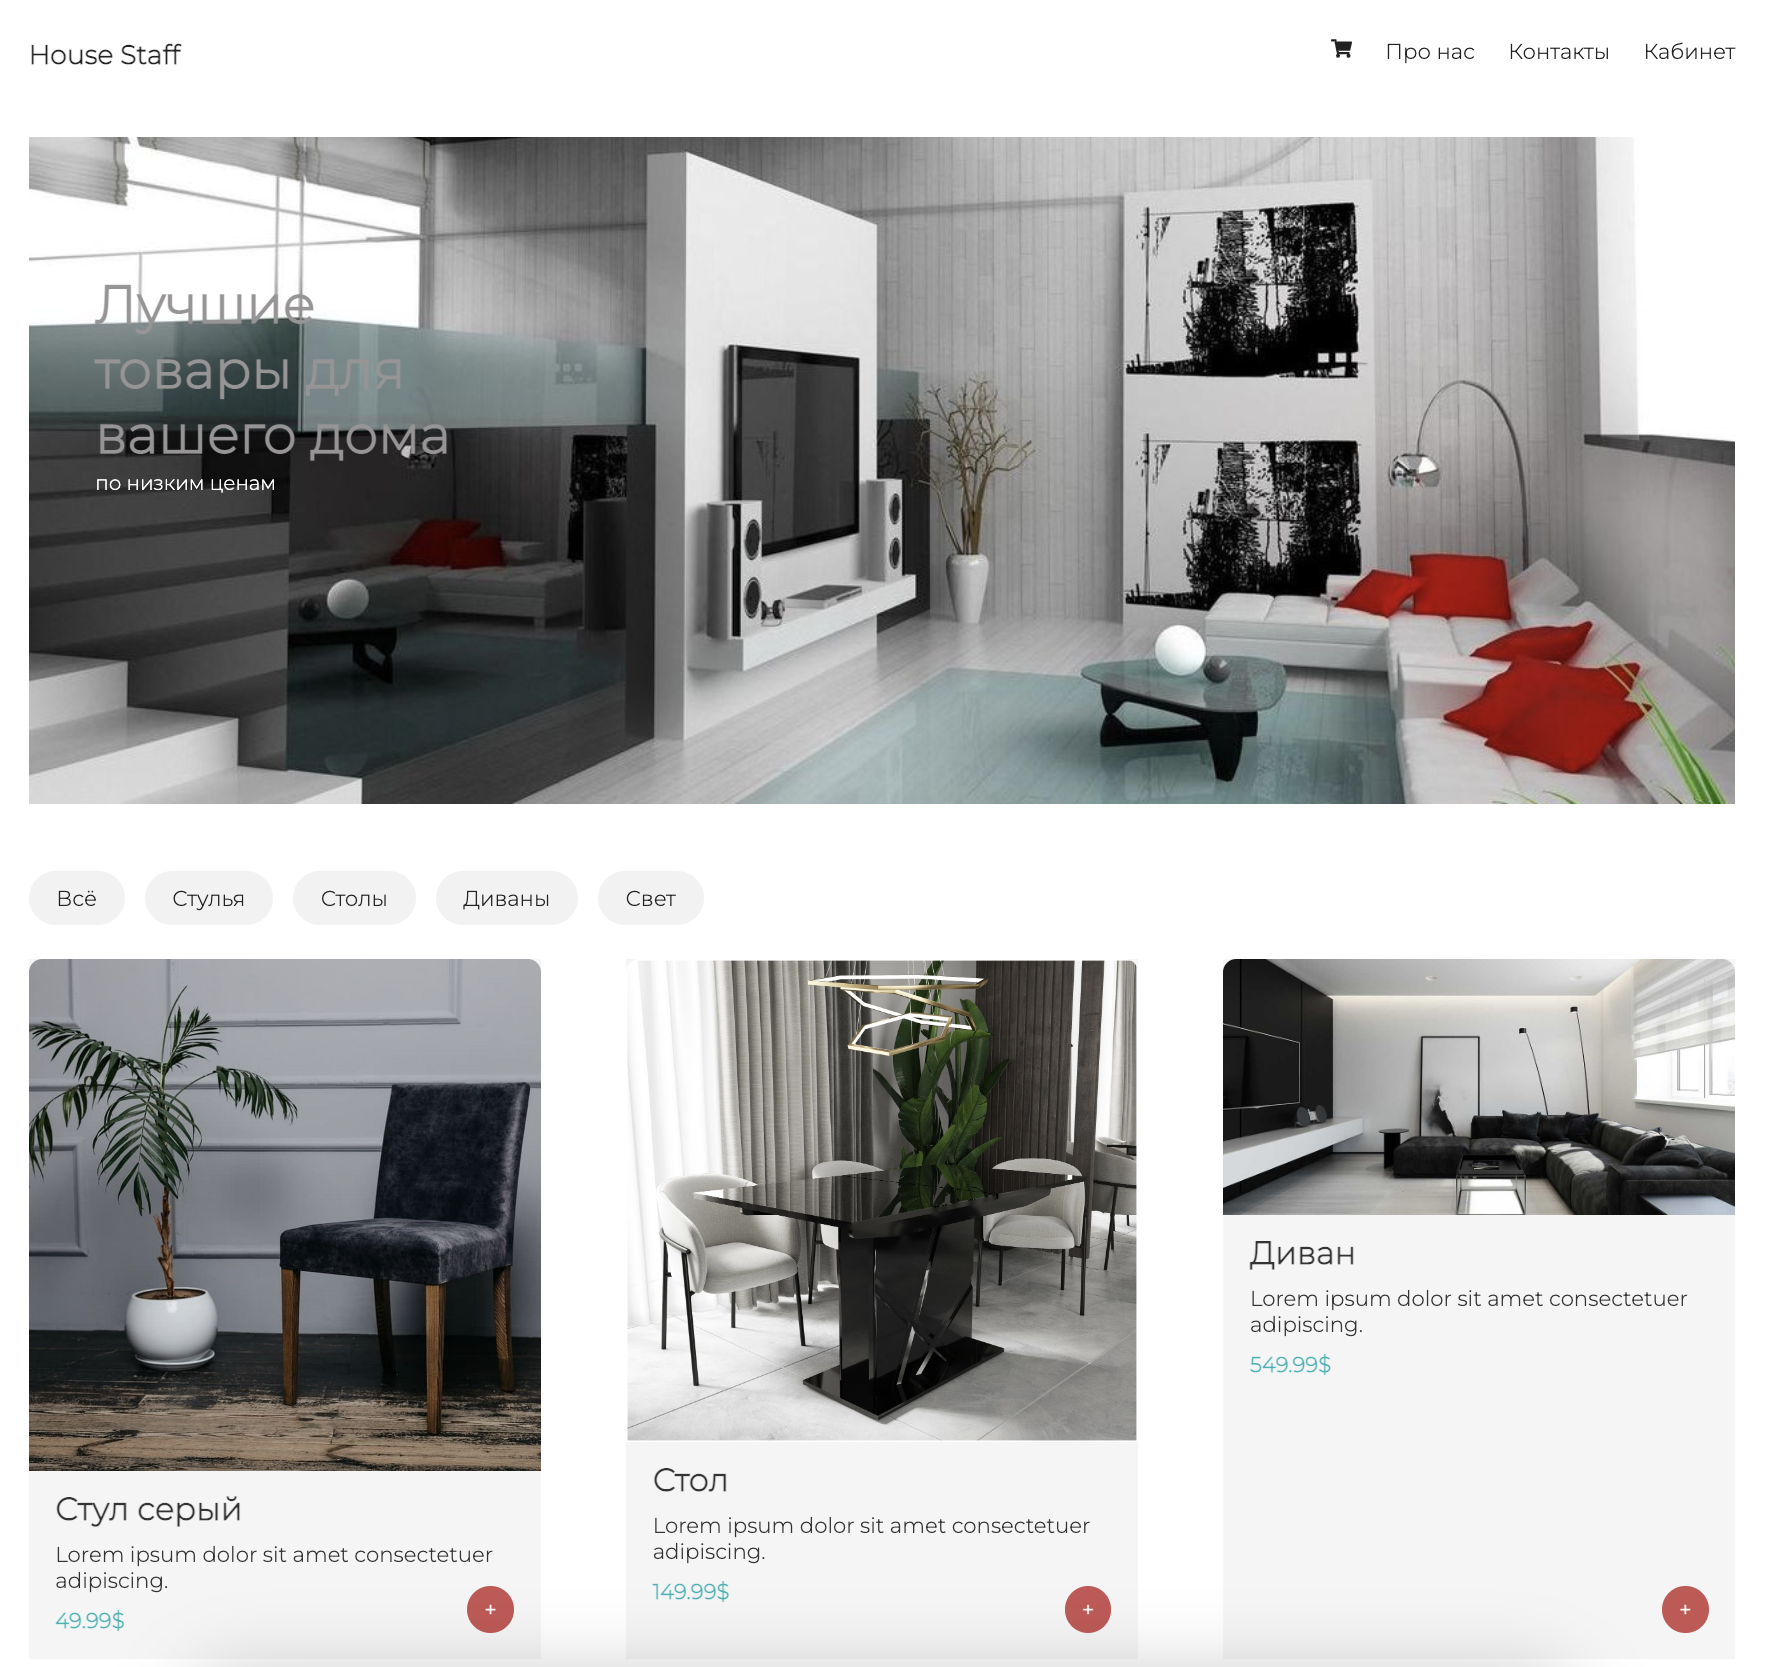 House Staff
Про нас
Контакты
Кабинет
Лучшие
товары для
вашего дома
по низким ценам
Всё
Стулья
Столы
Диваны
Свет
Стул серый
Lorem ipsum dolor sit amet consectetuer
adipiscing.
49.99$
+
Стол
Lorem ipsum dolor sit amet consectetuer
adipiscing.
149.99$
+
Диван
Lorem ipsum dolor sit amet consectetuer
adipiscing.
549.99$
+